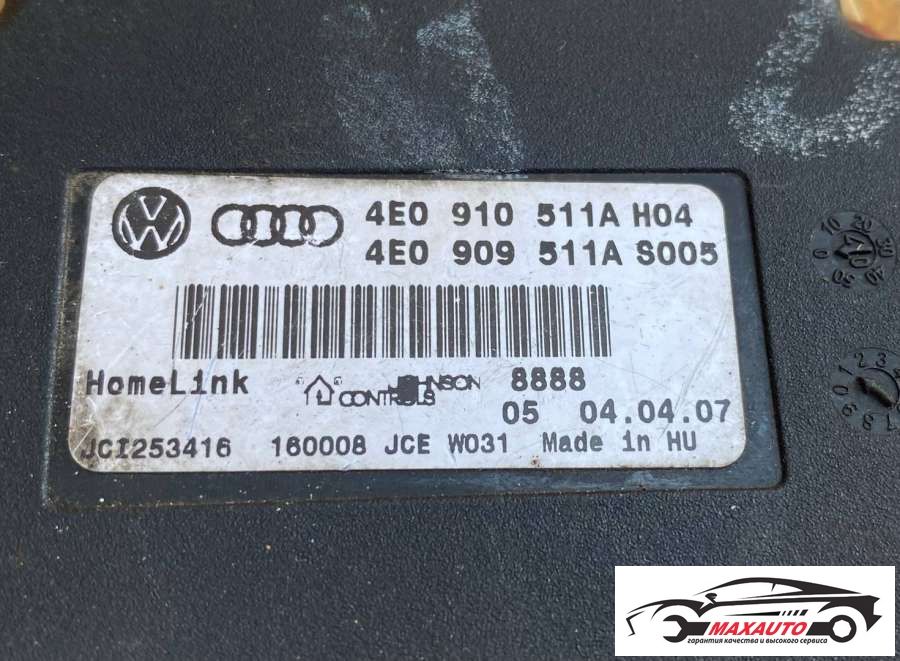 4E0 910 511A H04
4E0 909 511A S005
HomeLink JOHNSON CONTROLS 8888
05 04.04.07
JCI253416 160008 JCE W031 Made in HU
MAXAUTO
гарантия качества и высокого сервиса